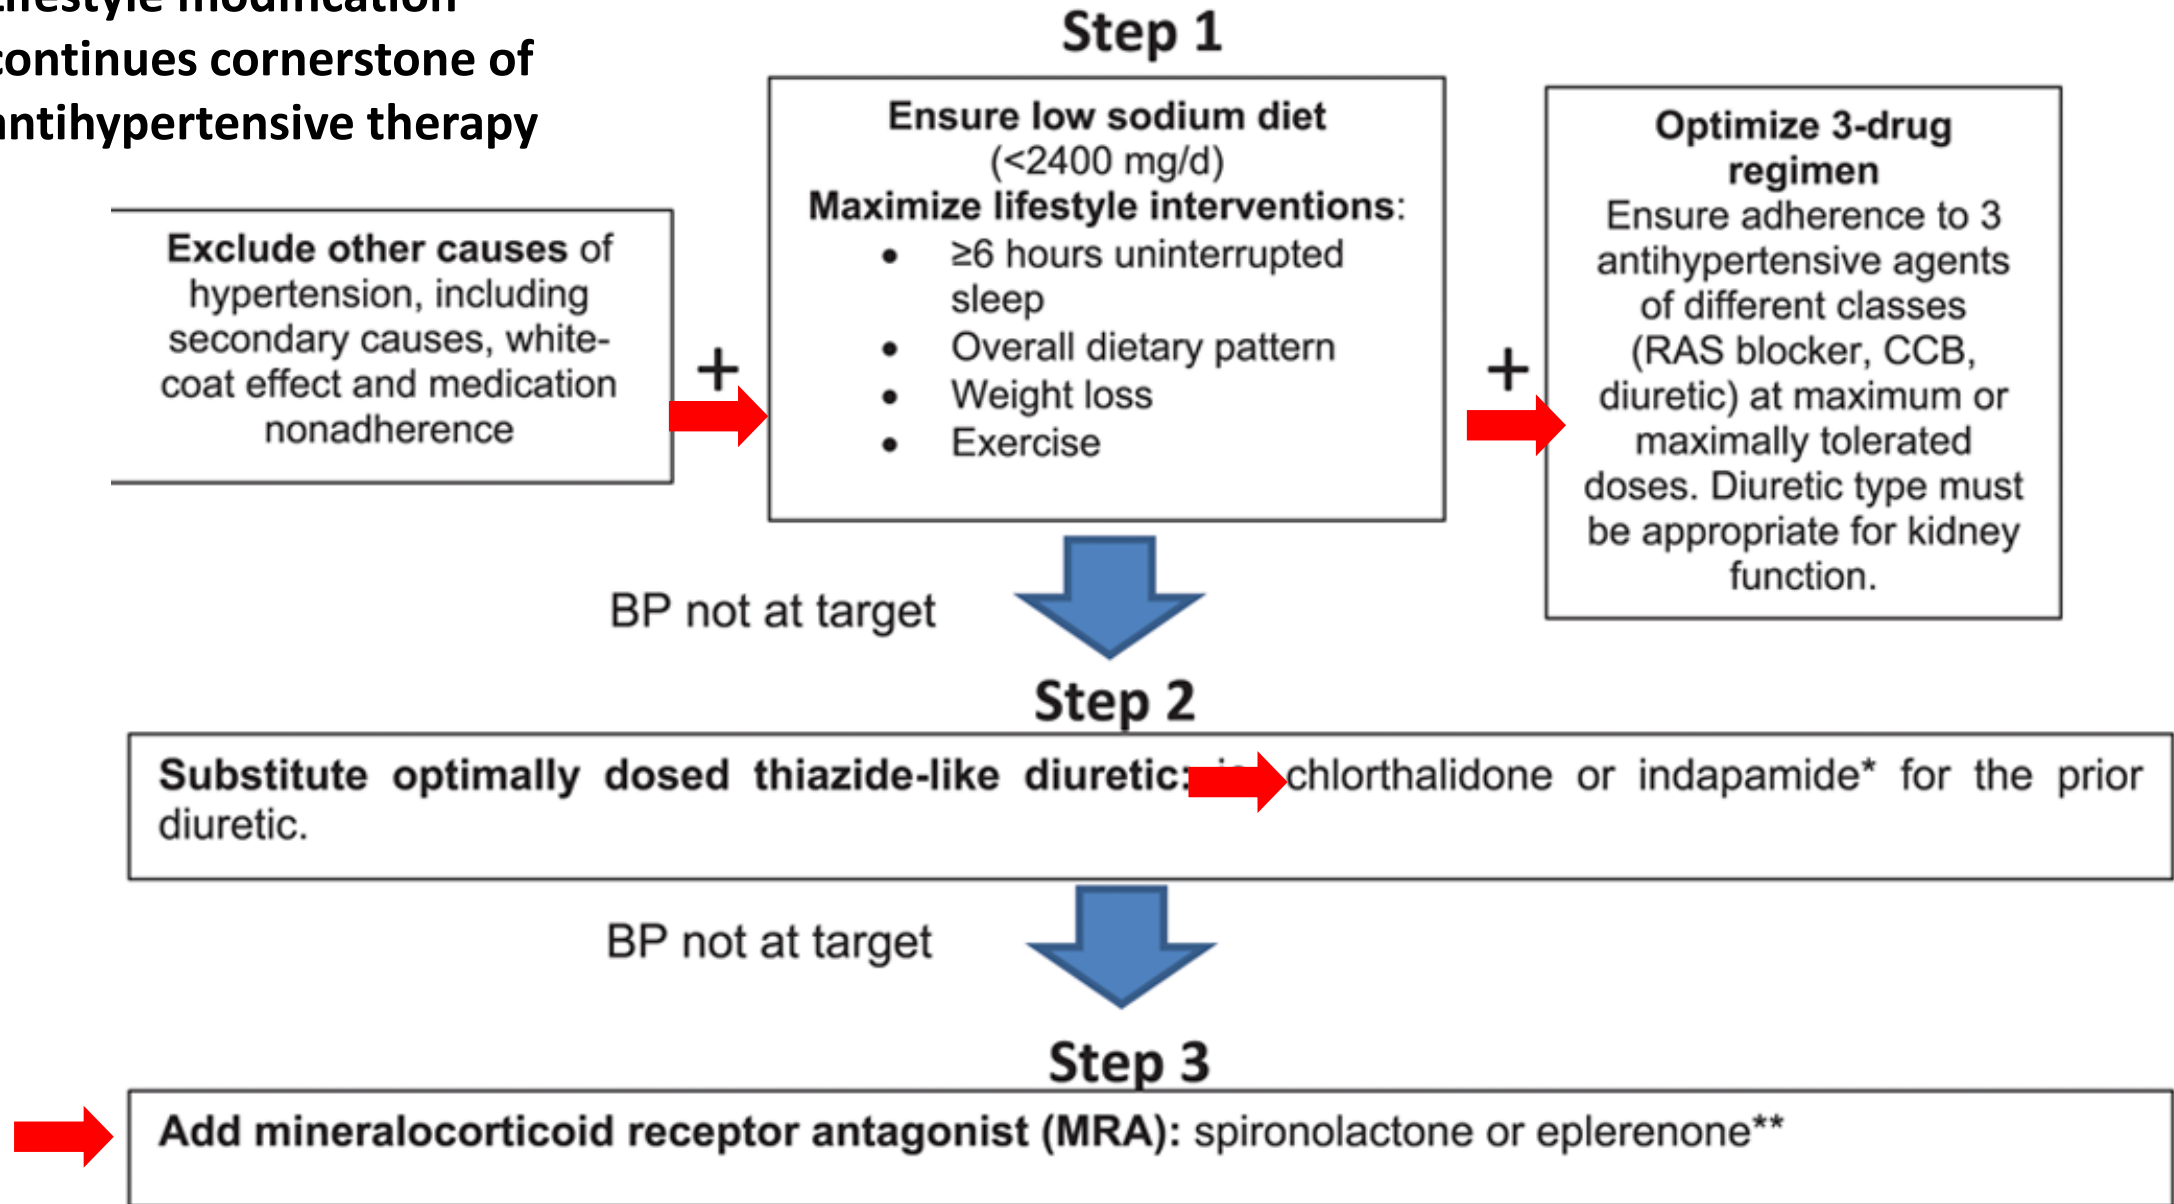 Lifestyle modification
continues cornerstone of
antihypertensive therapy
Step 1
Exclude other causes of
hypertension, including
secondary causes, white-
coat effect and medication
nonadherence
+
Ensure low sodium diet
(<2400 mg/d)
Maximize lifestyle interventions:
• ≥6 hours uninterrupted
sleep
• Overall dietary pattern
• Weight loss
• Exercise
+
Optimize 3-drug
regimen
Ensure adherence to 3
antihypertensive agents
of different classes
(RAS blocker, CCB,
diuretic) at maximum or
maximally tolerated
doses. Diuretic type must
be appropriate for kidney
function.
BP not at target
Step 2
Substitute optimally dosed thiazide-like diuretic: chlorthalidone or indapamide* for the prior
diuretic.
BP not at target
Step 3
Add mineralocorticoid receptor antagonist (MRA): spironolactone or eplerenone**